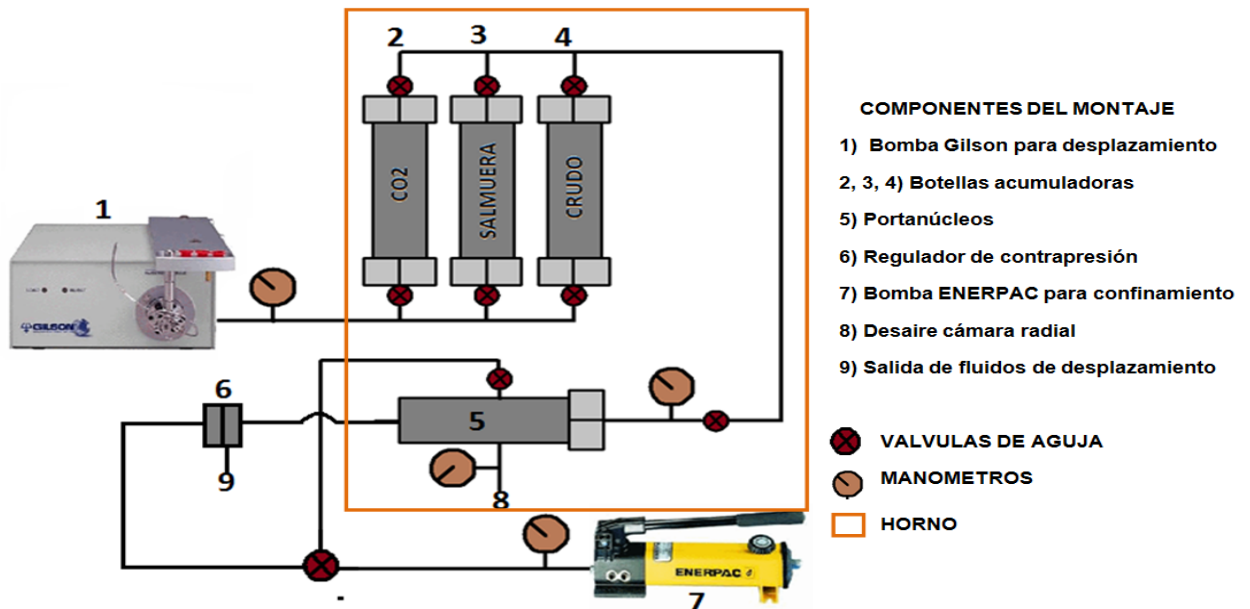 2
3
4
CO2
SALMUERA
CRUDO
1
GILSON
5
6
9
8
ENERPAC
7
COMPONENTES DEL MONTAJE
1) Bomba Gilson para desplazamiento
2, 3, 4) Botellas acumuladoras
5) Portanúcleos
6) Regulador de contrapresión
7) Bomba ENERPAC para confinamiento
8) Desaire cámara radial
9) Salida de fluidos de desplazamiento
VALVULAS DE AGUJA
MANOMETROS
HORNO